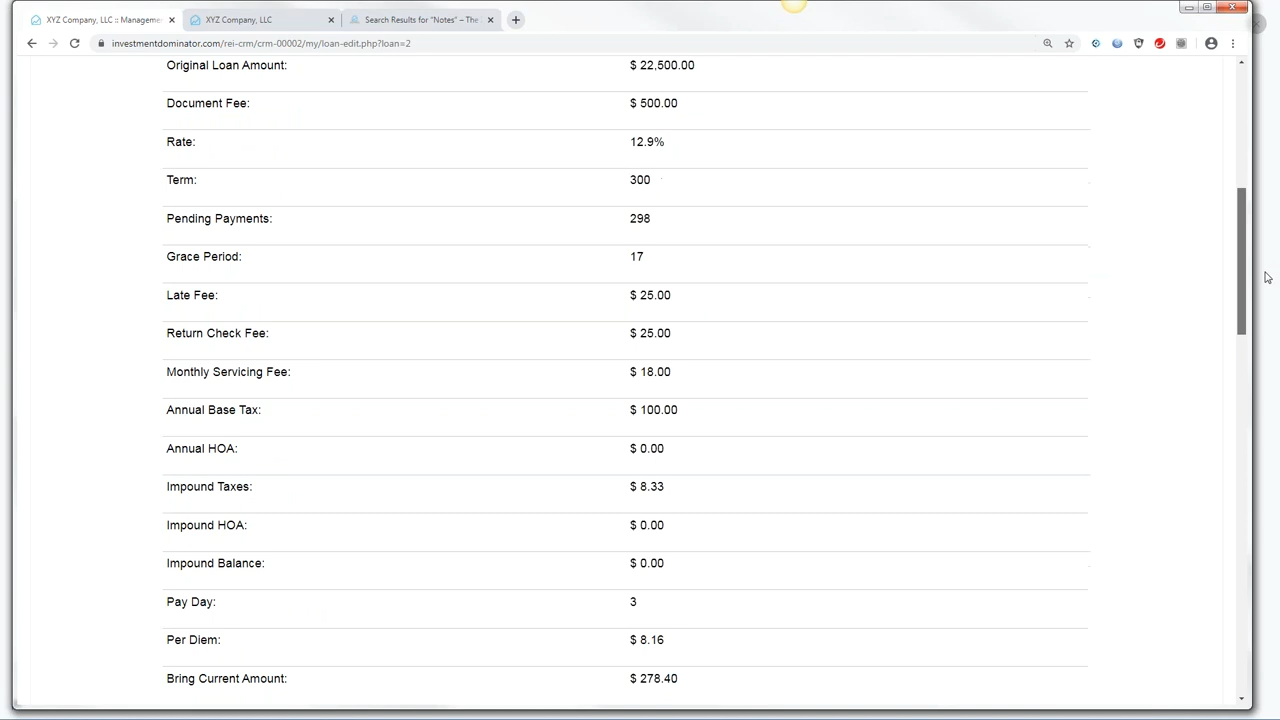 XYZ Company, LLC :: Manageme
XYZ Company, LLC
Search Results for "Notes" – The
investmentdominator.com/rei-crm/crm-00002/my/loan-edit.php?loan=2
Original Loan Amount: $ 22,500.00
Document Fee: $ 500.00
Rate: 12.9%
Term: 300
Pending Payments: 298
Grace Period: 17
Late Fee: $ 25.00
Return Check Fee: $ 25.00
Monthly Servicing Fee: $ 18.00
Annual Base Tax: $ 100.00
Annual HOA: $ 0.00
Impound Taxes: $ 8.33
Impound HOA: $ 0.00
Impound Balance: $ 0.00
Pay Day: 3
Per Diem: $ 8.16
Bring Current Amount: $ 278.40